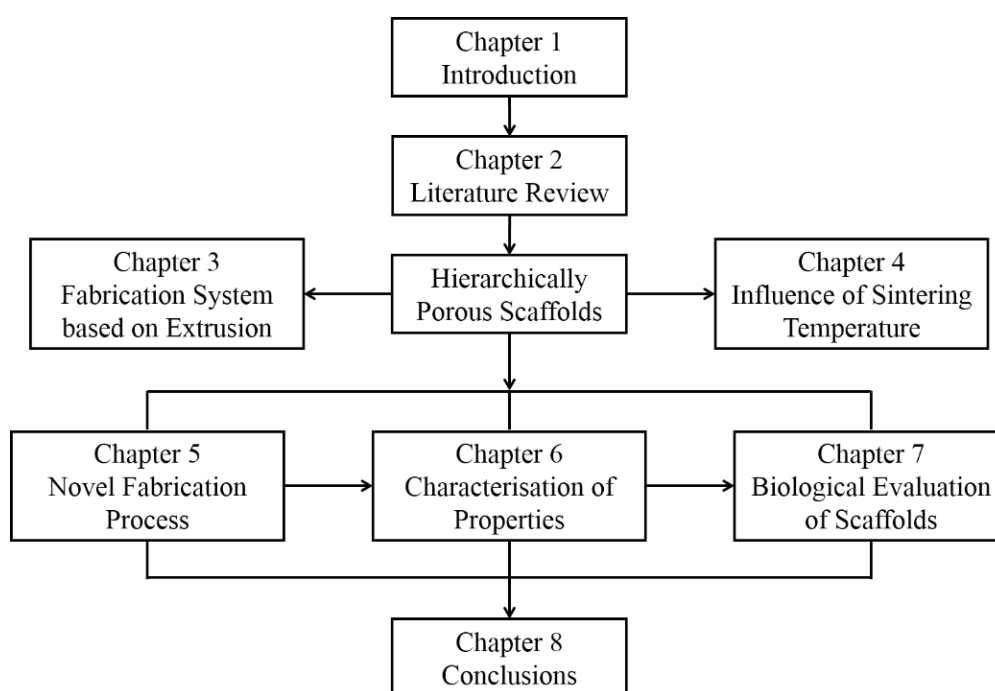 Chapter 1
Introduction
Chapter 2
Literature Review
Chapter 3
Fabrication System
based on Extrusion
Hierarchically
Porous Scaffolds
Chapter 4
Influence of Sintering
Temperature
Chapter 5
Novel Fabrication
Process
Chapter 6
Characterisation of
Properties
Chapter 7
Biological Evaluation
of Scaffolds
Chapter 8
Conclusions